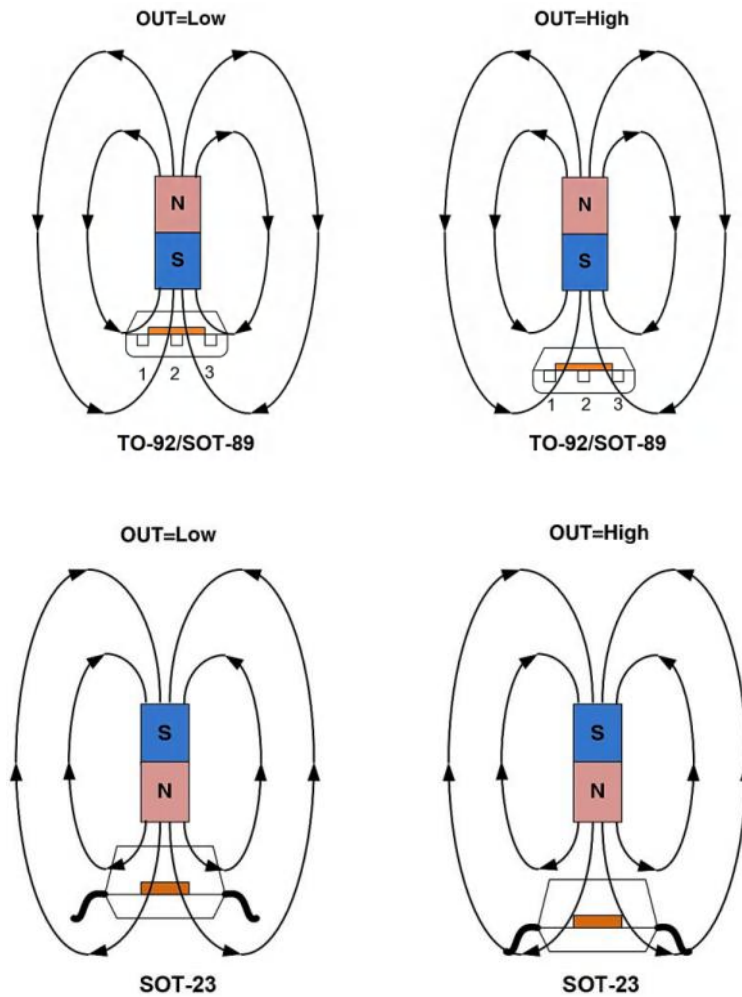 OUT=Low
OUT=High
N
S
N
S
1 2 3
1 2 3
TO-92/SOT-89
TO-92/SOT-89
OUT=Low
OUT=High
S
N
S
N
SOT-23
SOT-23